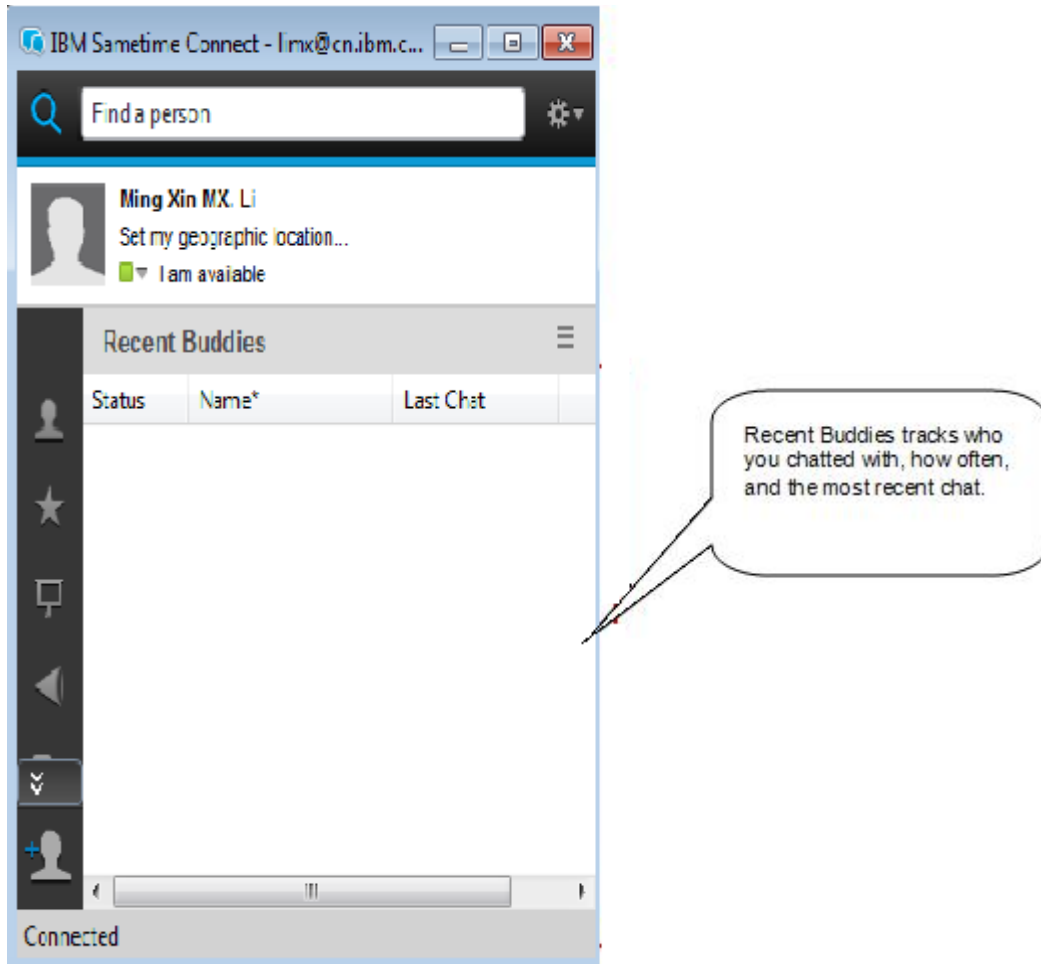 IBM Sametime Connect - limx@cn.ibm.c...
Find a person
Ming Xin MX. Li
Set my geographic location...
I am available
Recent Buddies
Status Name* Last Chat
Recent Buddies tracks who
you chatted with, how often,
and the most recent chat.
Connected